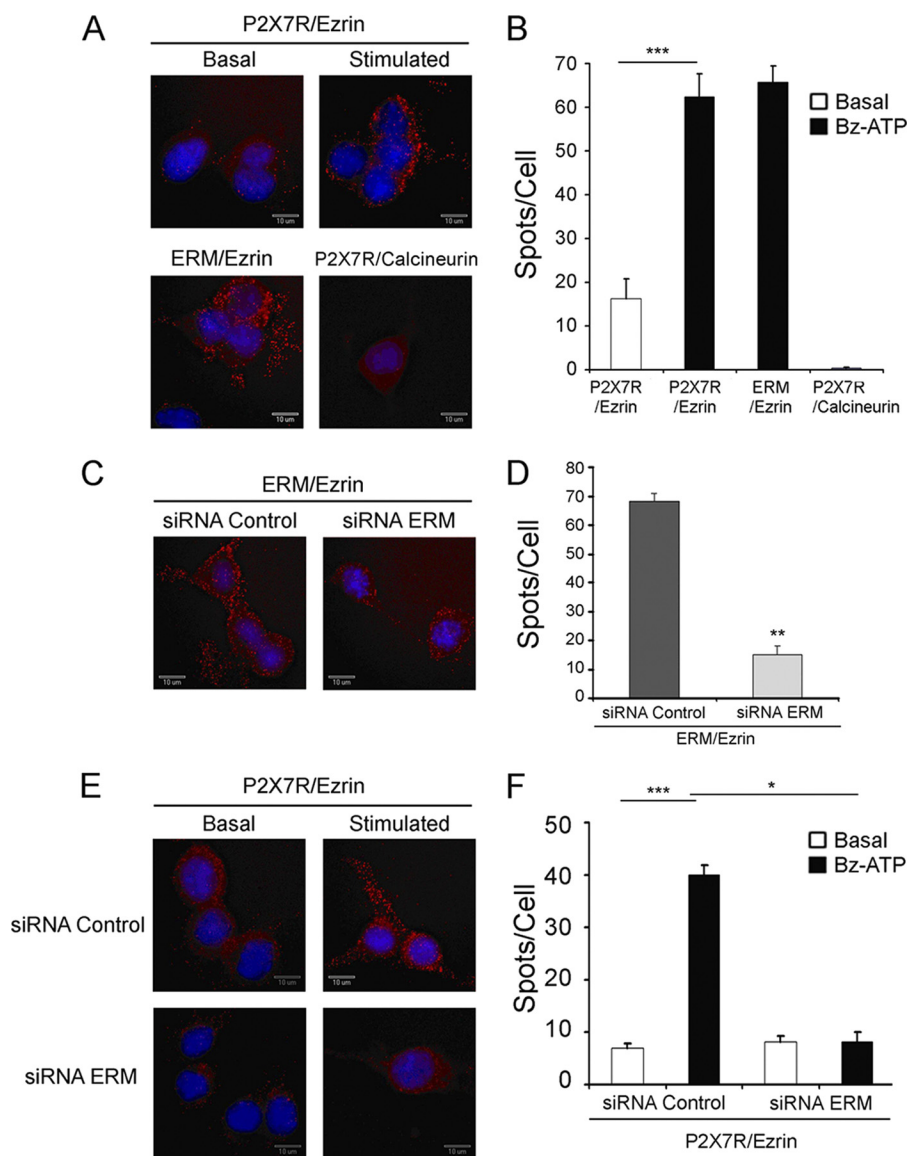 A
P2X7R/Ezrin
Basal
Stimulated
10 um
10 um
ERM/Ezrin
P2X7R/Calcineurin
10 um
10 um
B
***
Basal
Bz-ATP
Spots/Cell
70
60
50
40
30
20
10
0
P2X7R
/Ezrin
P2X7R
/Ezrin
ERM
/Ezrin
P2X7R
/Calcineurin
C
ERM/Ezrin
siRNA Control
siRNA ERM
10 um
10 um
D
Spots/Cell
80
70
60
50
40
30
20
10
0
**
siRNA Control
siRNA ERM
ERM/Ezrin
E
P2X7R/Ezrin
Basal
Stimulated
siRNA Control
10 um
10 um
siRNA ERM
10 um
10 um
F
***
*
Basal
Bz-ATP
Spots/Cell
50
40
30
20
10
0
siRNA Control
siRNA ERM
P2X7R/Ezrin